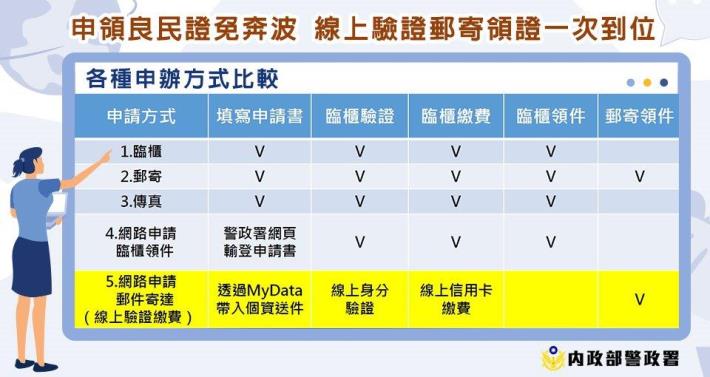 申領良民證免奔波 線上驗證郵寄領證一次到位
各種申辦方式比較
申請方式 填寫申請書 臨櫃驗證 臨櫃繳費 臨櫃領件 郵寄領件
1.臨櫃 V V V V
2.郵寄 V V V V V
3.傳真 V V V V
4.網路申請
臨櫃領件
警政署網頁
輸登申請書
V V V
5.網路申請
郵件寄達
(線上驗證繳費)
透過MyData
帶入個資送件
線上身分
驗證
線上信用卡
繳費
V
內政部警政署